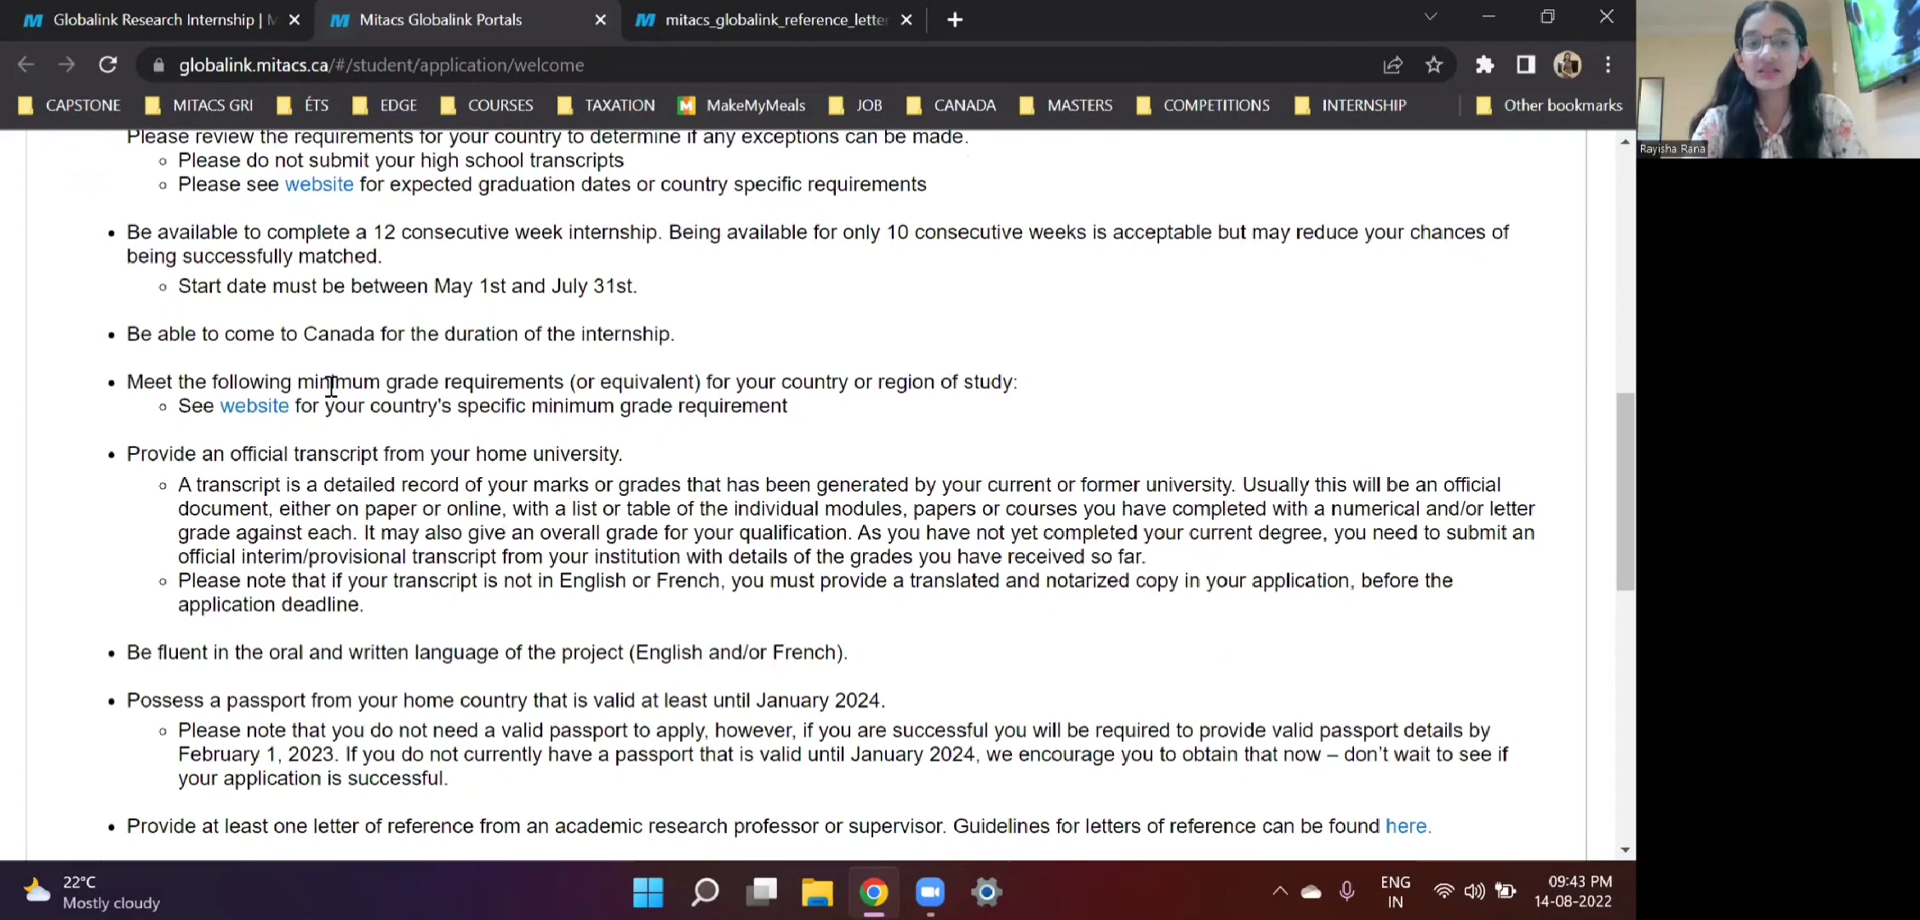 Globalink Research Internship | M
Mitacs Globalink Portals
mitacs_globalink_reference_letter
globalink.mitacs.ca/#/student/application/welcome
CAPSTONE MITACS GRI ÉTS EDGE COURSES TAXATION MakeMyMeals JOB CANADA MASTERS COMPETITIONS INTERNSHIP Other bookmarks
Rayisha Rana
Please review the requirements for your country to determine if any exceptions can be made.
Please do not submit your high school transcripts
Please see website for expected graduation dates or country specific requirements
Be available to complete a 12 consecutive week internship. Being available for only 10 consecutive weeks is acceptable but may reduce your chances of
being successfully matched.
Start date must be between May 1st and July 31st.
Be able to come to Canada for the duration of the internship.
Meet the following minimum grade requirements (or equivalent) for your country or region of study:
See website for your country's specific minimum grade requirement
Provide an official transcript from your home university.
A transcript is a detailed record of your marks or grades that has been generated by your current or former university. Usually this will be an official
document, either on paper or online, with a list or table of the individual modules, papers or courses you have completed with a numerical and/or letter
grade against each. It may also give an overall grade for your qualification. As you have not yet completed your current degree, you need to submit an
official interim/provisional transcript from your institution with details of the grades you have received so far.
Please note that if your transcript is not in English or French, you must provide a translated and notarized copy in your application, before the
application deadline.
Be fluent in the oral and written language of the project (English and/or French).
Possess a passport from your home country that is valid at least until January 2024.
Please note that you do not need a valid passport to apply, however, if you are successful you will be required to provide valid passport details by
February 1, 2023. If you do not currently have a passport that is valid until January 2024, we encourage you to obtain that now – don’t wait to see if
your application is successful.
Provide at least one letter of reference from an academic research professor or supervisor. Guidelines for letters of reference can be found here.
22°C
Mostly cloudy
ENG
IN
09:43 PM
14-08-2022